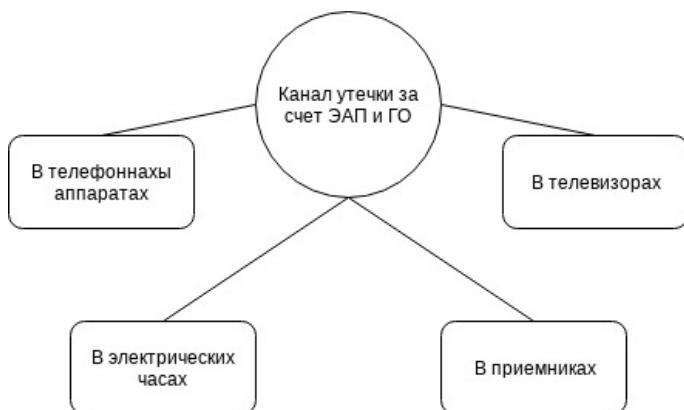 Канал утечки за
счет ЭАП и ГО
В телефоннахы
аппаратах
В телевизорах
В электрических
часах
В приемниках